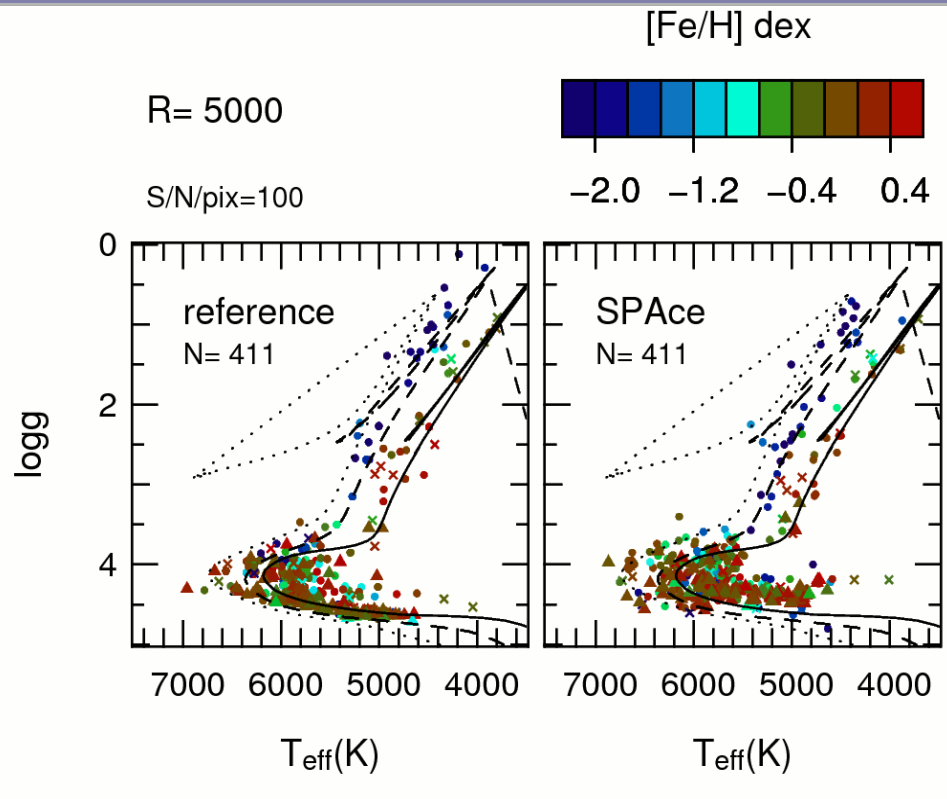 [Fe/H] dex
R= 5000
−2.0 −1.2 −0.4 0.4
S/N/pix=100
reference
N= 411
SPAce
N= 411
0
2
4
logg
7000 6000 5000 4000
7000 6000 5000 4000
Teff(K)
Teff(K)